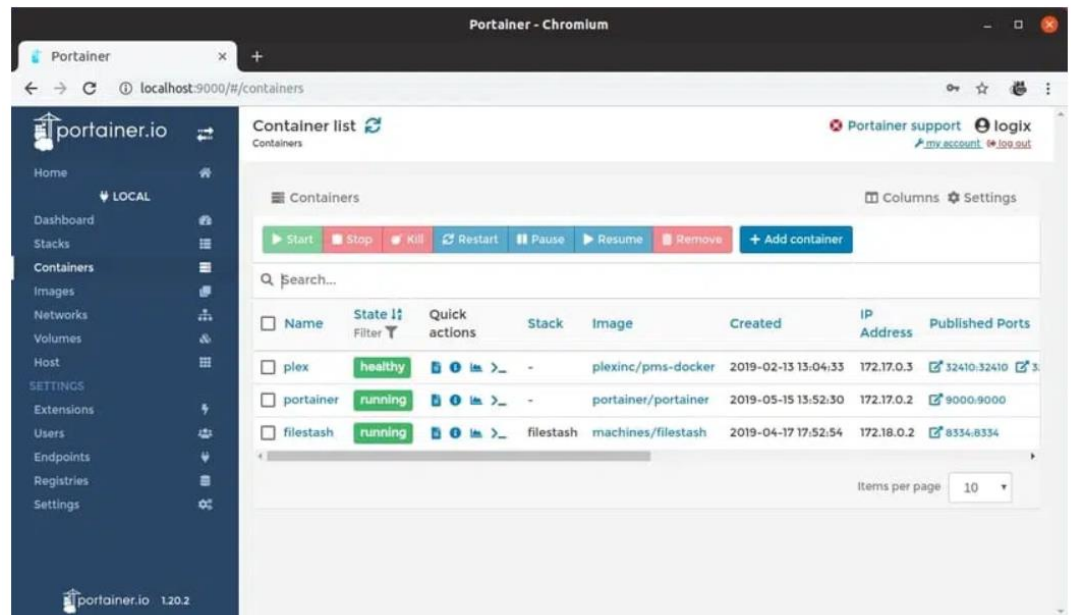 Portainer - Chromium
Portainer
localhost:9000/#/containers
portainer.io
Home
LOCAL
Dashboard
Stacks
Containers
Images
Networks
Volumes
Host
SETTINGS
Extensions
Users
Endpoints
Registries
Settings
portainer.io 1.20.2
Container list
Containers
Portainer support logix
my account log out
Containers
Columns Settings
Start Stop Kill Restart Pause Resume Remove + Add container
Search...
Name State Filter Quick actions Stack Image Created IP Address Published Ports
plex healthy - plexinc/pms-docker 2019-02-13 13:04:33 172.17.0.3 32410:32410
portainer running - portainer/portainer 2019-05-15 13:52:30 172.17.0.2 9000:9000
filestash running filestash machines/filestash 2019-04-17 17:52:54 172.18.0.2 8334:8334
Items per page 10